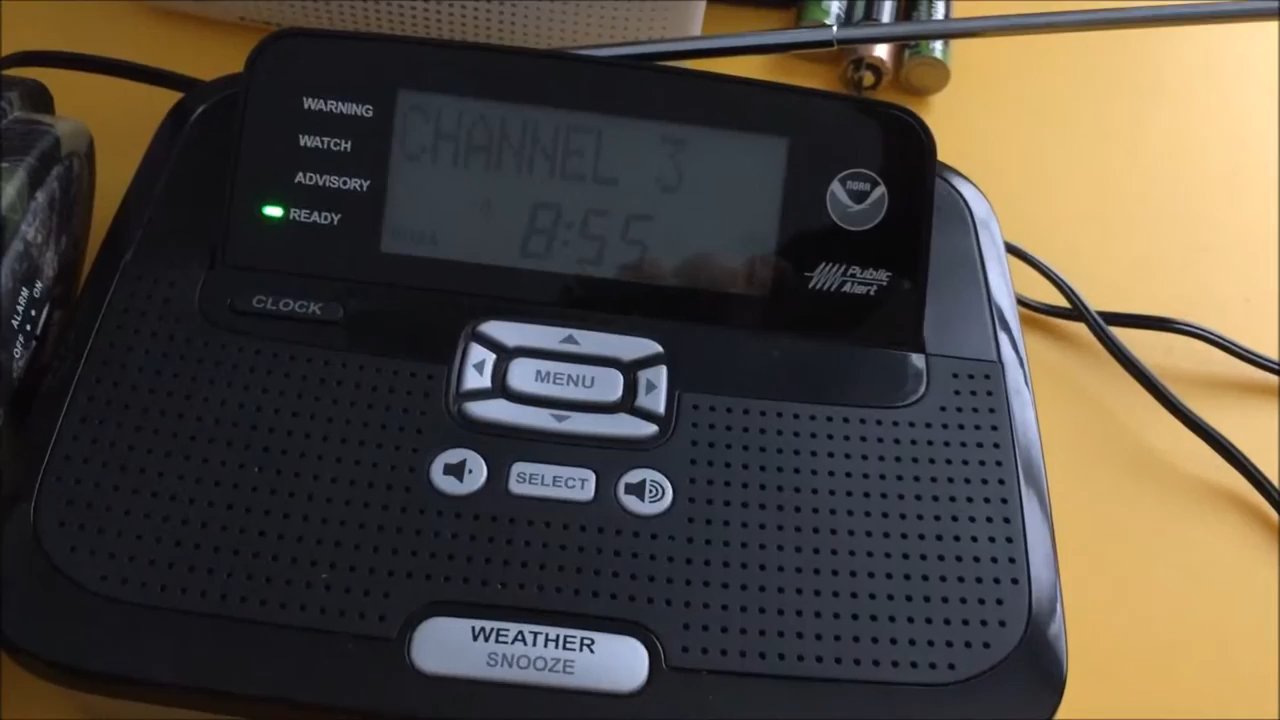 WARNING
WATCH
ADVISORY
READY
CHANNEL 3
8:55
NOAA
Public
Alert
CLOCK
ALARM
OFF ON
MENU
SELECT
WEATHER
SNOOZE